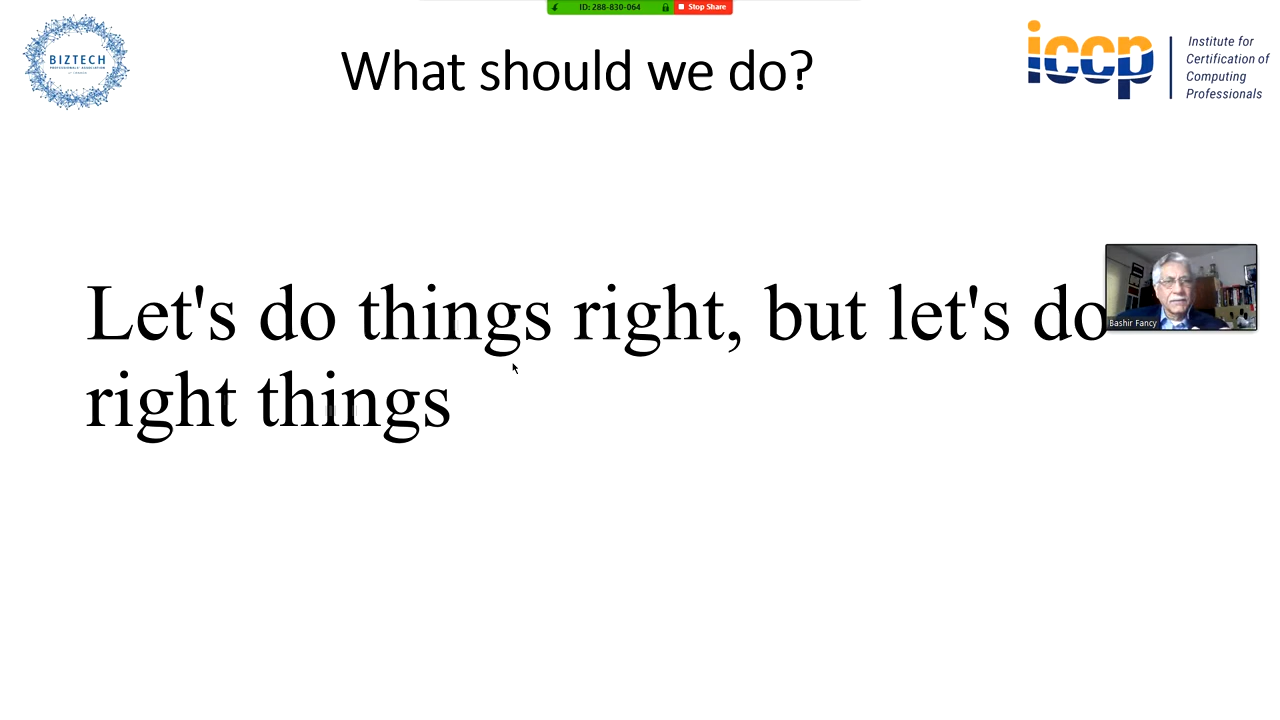 ID: 288-830-064 Stop Share
BIZTECH
What should we do?
iccp
Institute for
Certification of
Computing
Professionals
Let's do things right, but let's do
right things
Bashir Fancy